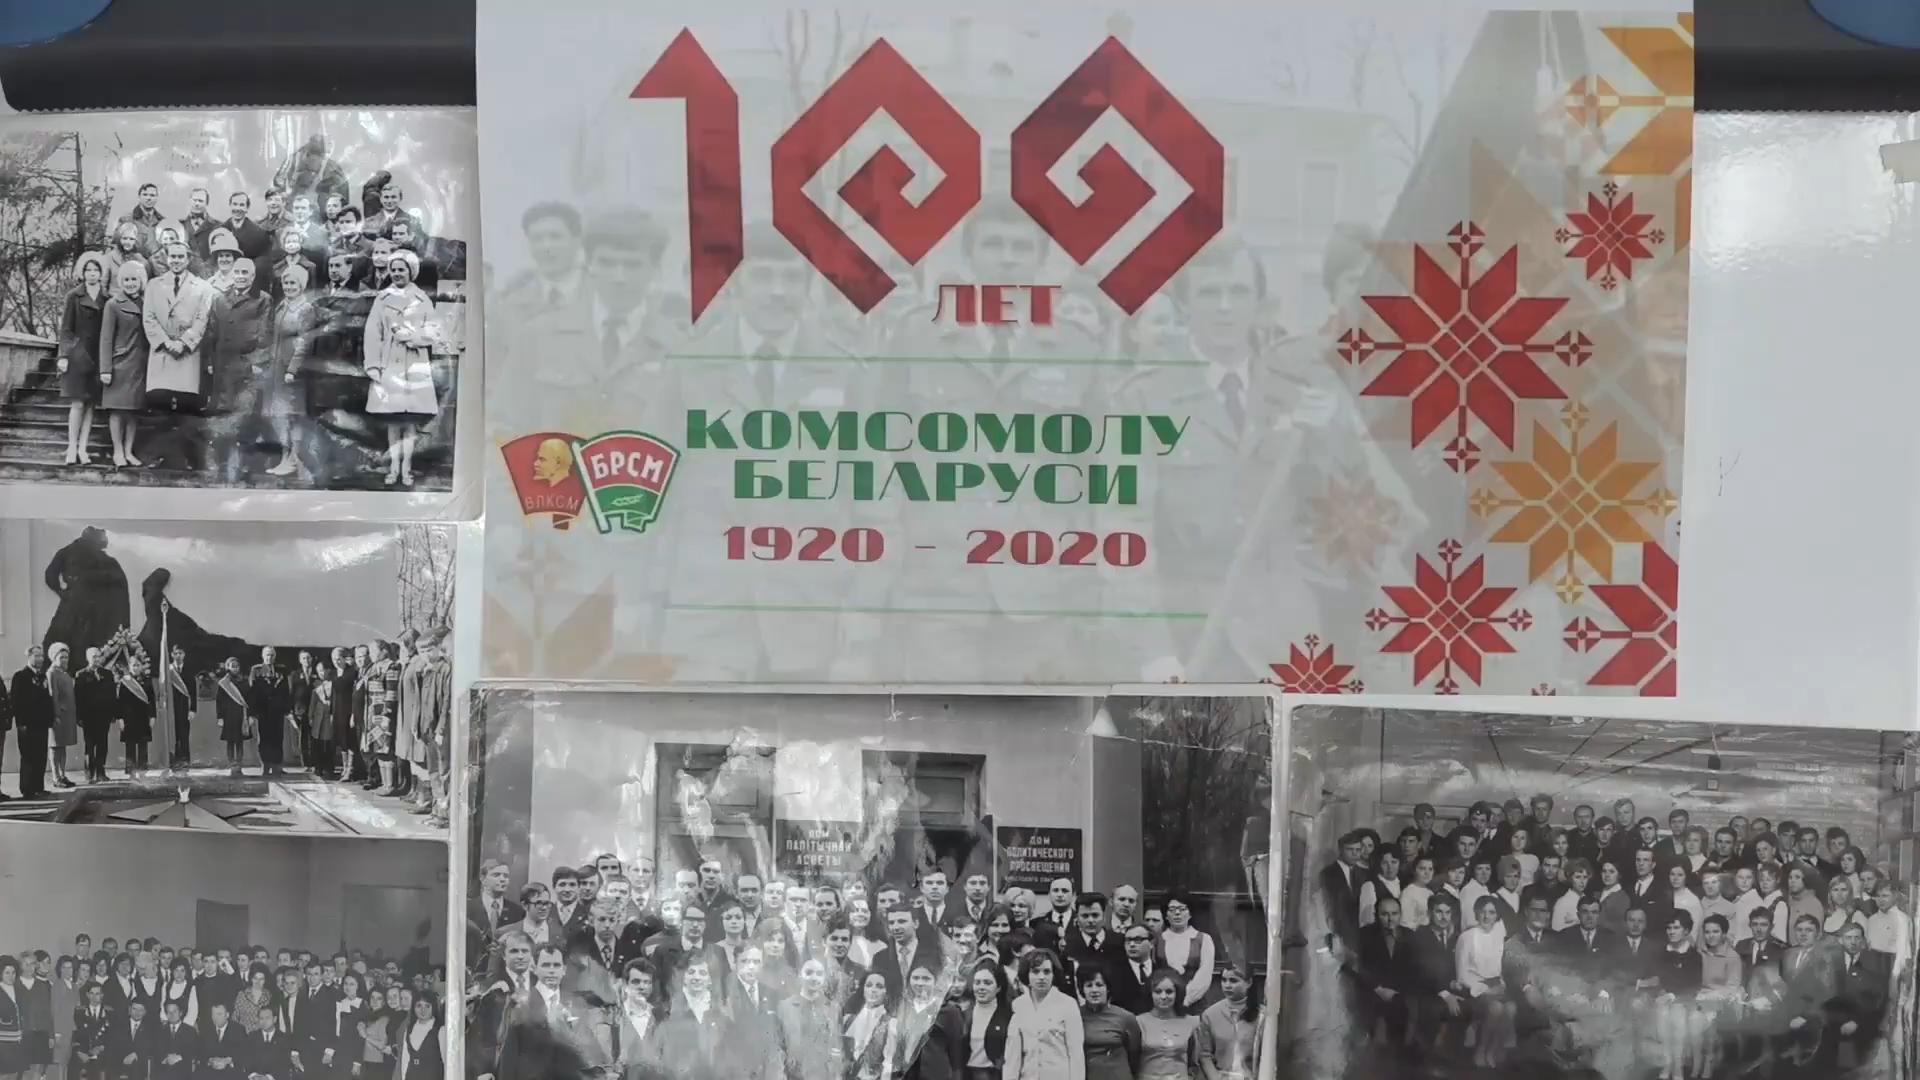 100
ЛЕТ
КОМСОМОЛУ
БЕЛАРУСИ
1920 - 2020
ВЛКСМ
БРСМ
ДОМ
ПАЛІТЫЧНАЙ
АСВЕТЫ
ДОМ
ПОЛИТИЧЕСКОГО
ПРОСВЕЩЕНИЯ